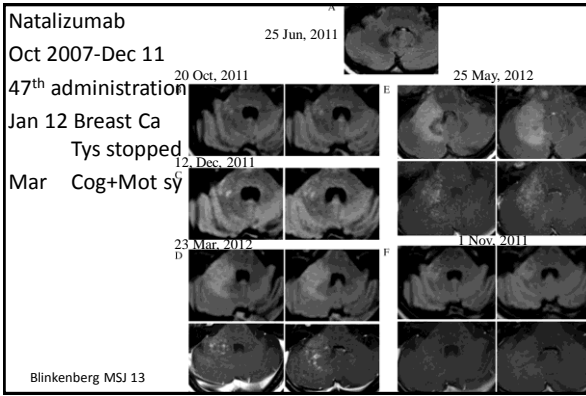 Natalizumab
Oct 2007-Dec 11
47th administration
Jan 12 Breast Ca
Tys stopped
Mar Cog+Mot sy
A
25 Jun, 2011
20 Oct, 2011
B
12, Dec, 2011
C
23 Mar, 2012
D
25 May, 2012
E
1 Nov, 2011
F
Blinkenberg MSJ 13